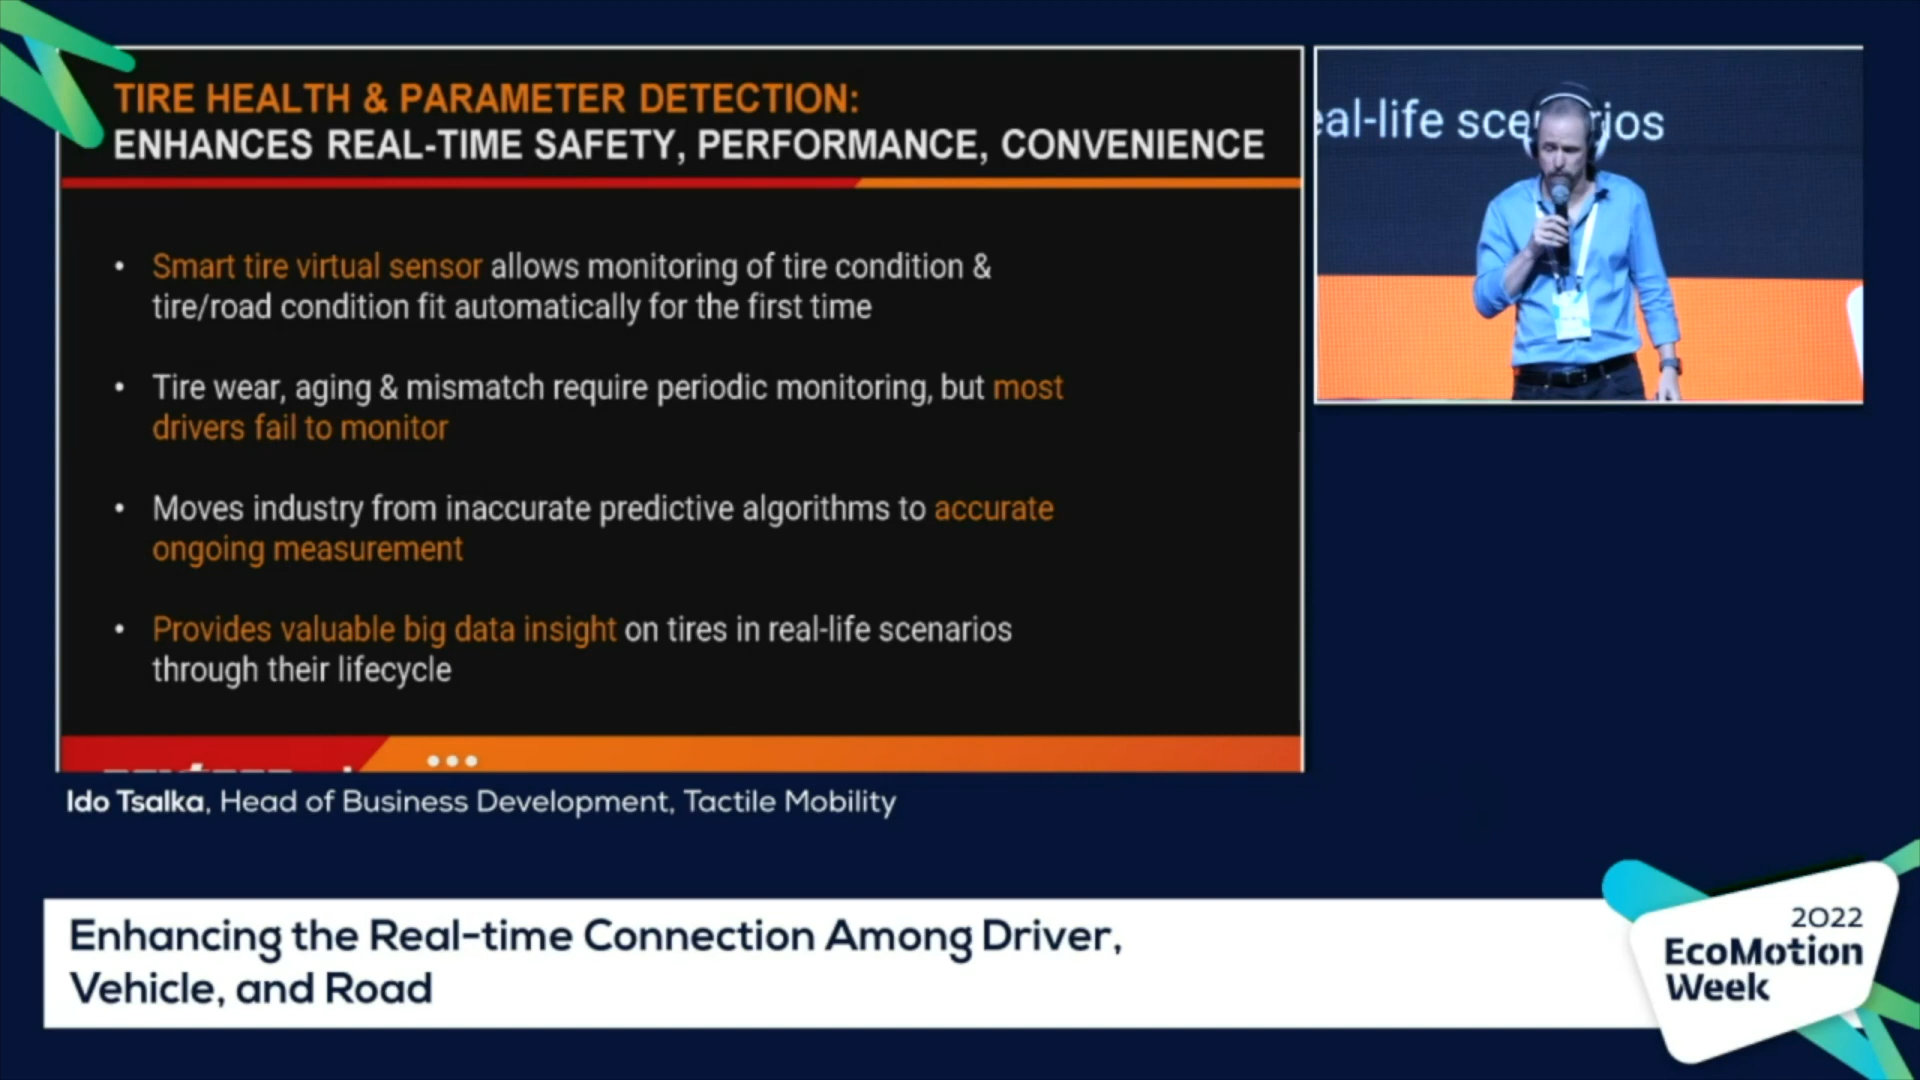 TIRE HEALTH & PARAMETER DETECTION:
ENHANCES REAL-TIME SAFETY, PERFORMANCE, CONVENIENCE
• Smart tire virtual sensor allows monitoring of tire condition &
tire/road condition fit automatically for the first time
• Tire wear, aging & mismatch require periodic monitoring, but most
drivers fail to monitor
• Moves industry from inaccurate predictive algorithms to accurate
ongoing measurement
• Provides valuable big data insight on tires in real-life scenarios
through their lifecycle
eal-life scenarios
Ido Tsalka, Head of Business Development, Tactile Mobility
Enhancing the Real-time Connection Among Driver,
Vehicle, and Road
2022
EcoMotion
Week